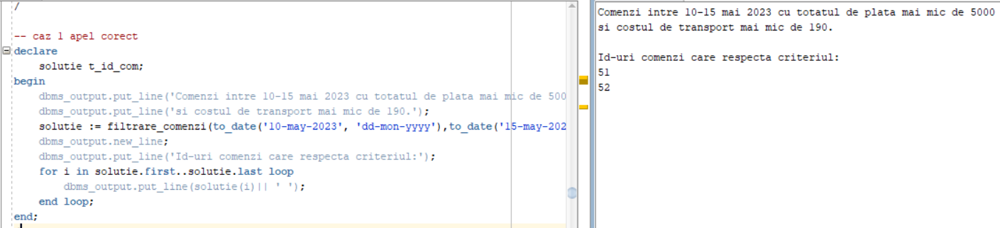 /
-- caz 1 apel corect
declare
solutie t_id_com;
begin
dbms_output.put_line('Comenzi intre 10-15 mai 2023 cu totatul de plata mai mic de 500
dbms_output.put_line('si costul de transport mai mic de 190.');
solutie := filtrare_comenzi(to_date('10-may-2023', 'dd-mon-yyyy'),to_date('15-may-202
dbms_output.new_line;
dbms_output.put_line('Id-uri comenzi care respecta criteriul:');
for i in solutie.first..solutie.last loop
dbms_output.put_line(solutie(i)|| ' ');
end loop;
end;
Comenzi intre 10-15 mai 2023 cu totatul de plata mai mic de 5000
si costul de transport mai mic de 190.
Id-uri comenzi care respecta criteriul:
51
52